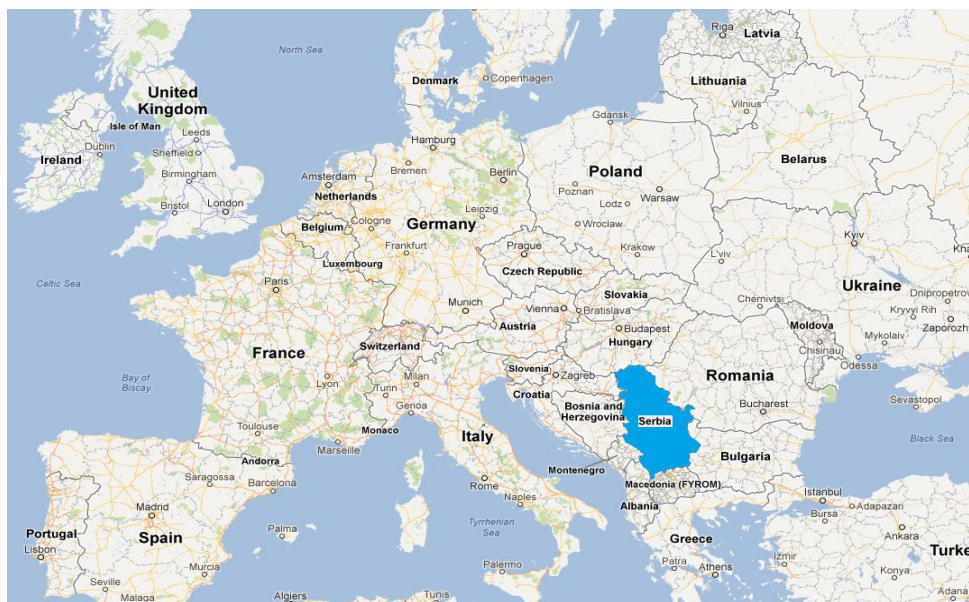 North Sea
Riga
Latvia
Denmark
Copenhagen
Lithuania
Vilnius
United
Kingdom
Isle of Man
Leeds
Dublin
Ireland
Sheffield
Birmingham
Bristol
London
Gdansk
Hamburg
Bremen
Berlin
Amsterdam
Netherlands
Poland
Poznan
Warsaw
Lodz
Belarus
Belgium
Cologne
Germany
Leipzig
Wroclaw
Frankfurt
Luxembourg
Prague
Czech Republic
Krakow
L'viv
Kyiv
Ukraine
Celtic Sea
Paris
Munich
Vienna
Bratislava
Slovakia
Chernivtsi
Dnipropetrov
Kryvyi Rih
Zaporozh
Mykolaiv
Austria
Budapest
Hungary
Moldova
Chisinau
Odessa
Switzerland
France
Bay of
Biscay
Lyon
Turin
Milan
Slovenia
Zagreb
Croatia
Romania
Bucharest
Sevastopol
Genoa
Bosnia and
Herzegovina
Serbia
Toulouse
Monaco
Marseille
Italy
Black Sea
Andorra
Montenegro
Bulgaria
Saragossa
Barcelona
Rome
Macedonia (FYROM)
Naples
Albania
Istanbul
Adapazarı
Bursa
Madrid
Spain
Portugal
Lisbon
Palma
Tyrrhenian
Sea
Greece
Ankara
Turke
Izmir
Konya
Patra
Athens
Murcia
Palermo
Seville
Malaga
Algiers
Tunis
Adana